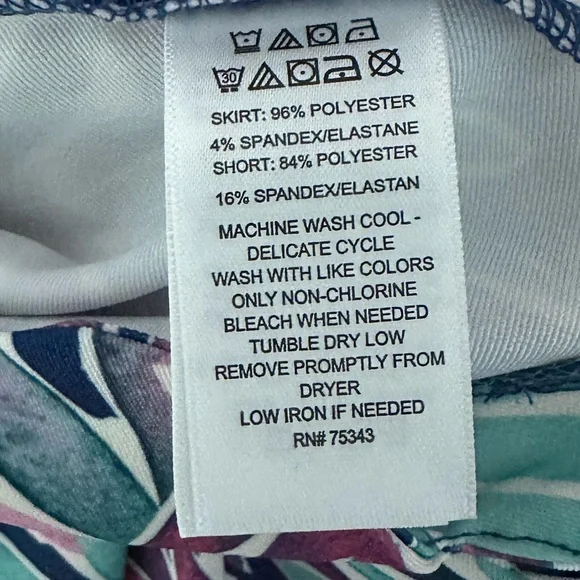 30
SKIRT: 96% POLYESTER
4% SPANDEX/ELASTANE
SHORT: 84% POLYESTER
16% SPANDEX/ELASTAN
MACHINE WASH COOL -
DELICATE CYCLE
WASH WITH LIKE COLORS
ONLY NON-CHLORINE
BLEACH WHEN NEEDED
TUMBLE DRY LOW
REMOVE PROMPTLY FROM
DRYER
LOW IRON IF NEEDED
RN# 75343